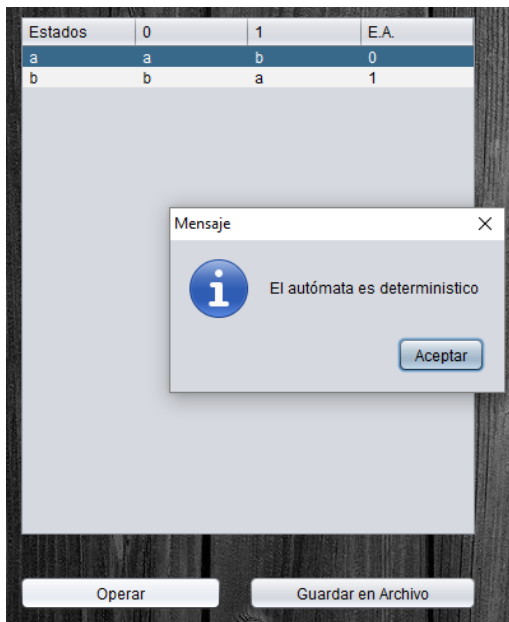 Estados 0 1 E.A.
a a b 0
b b a 1
Mensaje
El autómata es deterministico
Aceptar
Operar Guardar en Archivo